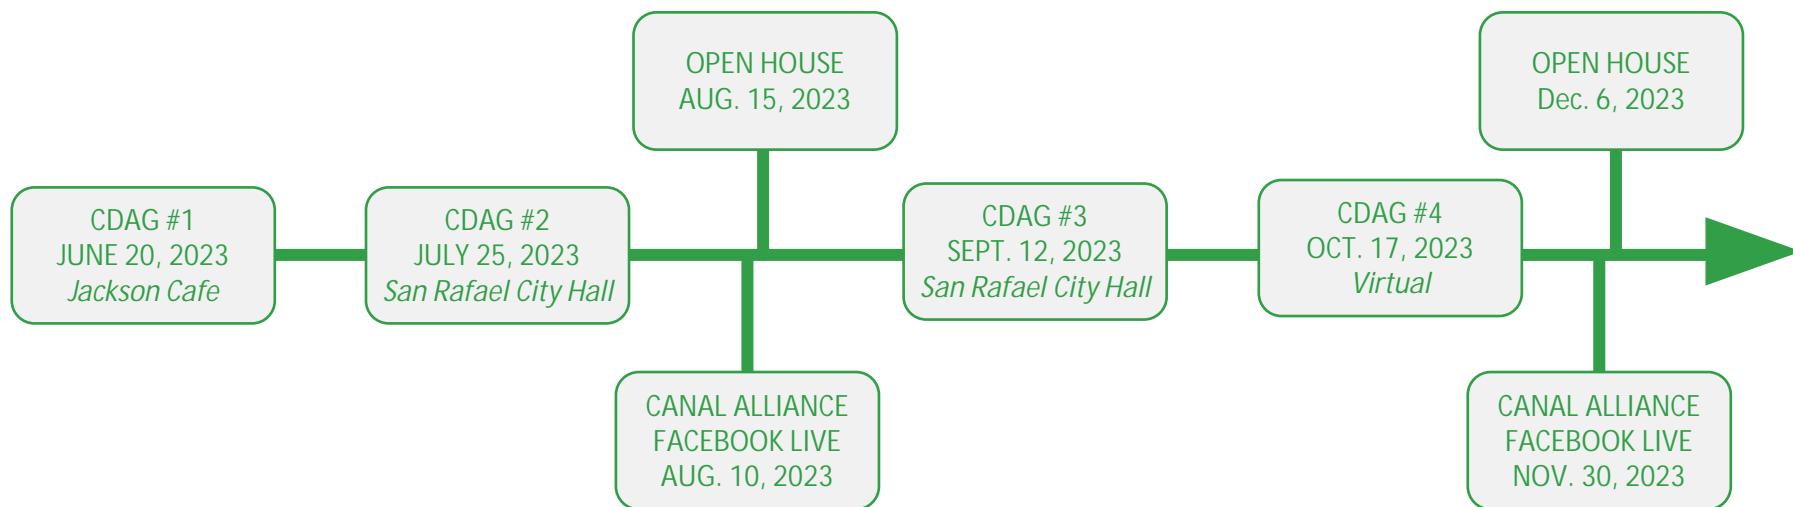 OPEN HOUSE
AUG. 15, 2023
OPEN HOUSE
Dec. 6, 2023
CDAG #1
JUNE 20, 2023
Jackson Cafe
CDAG #2
JULY 25, 2023
San Rafael City Hall
CDAG #3
SEPT. 12, 2023
San Rafael City Hall
CDAG #4
OCT. 17, 2023
Virtual
CANAL ALLIANCE
FACEBOOK LIVE
AUG. 10, 2023
CANAL ALLIANCE
FACEBOOK LIVE
NOV. 30, 2023